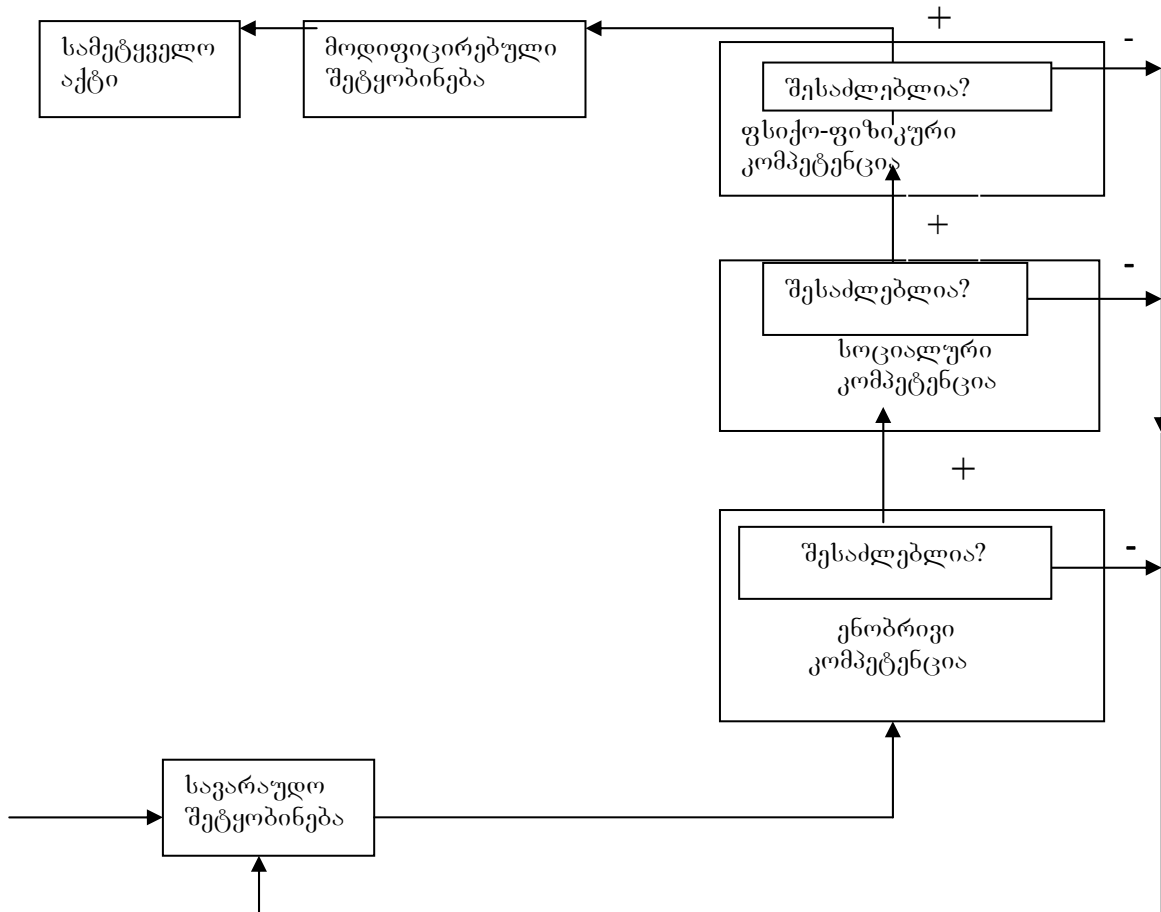 სამეტყველო
აქტი
მოდიფიცირებული
შეტყობინება
+
-
შესაძლებლია?
ფსიქო-ფიზიკური
კომპეტენცია
+
-
შესაძლებლია?
სოციალური
კომპეტენცია
+
-
შესაძლებლია?
ენობრივი
კომპეტენცია
სავარაუდო
შეტყობინება